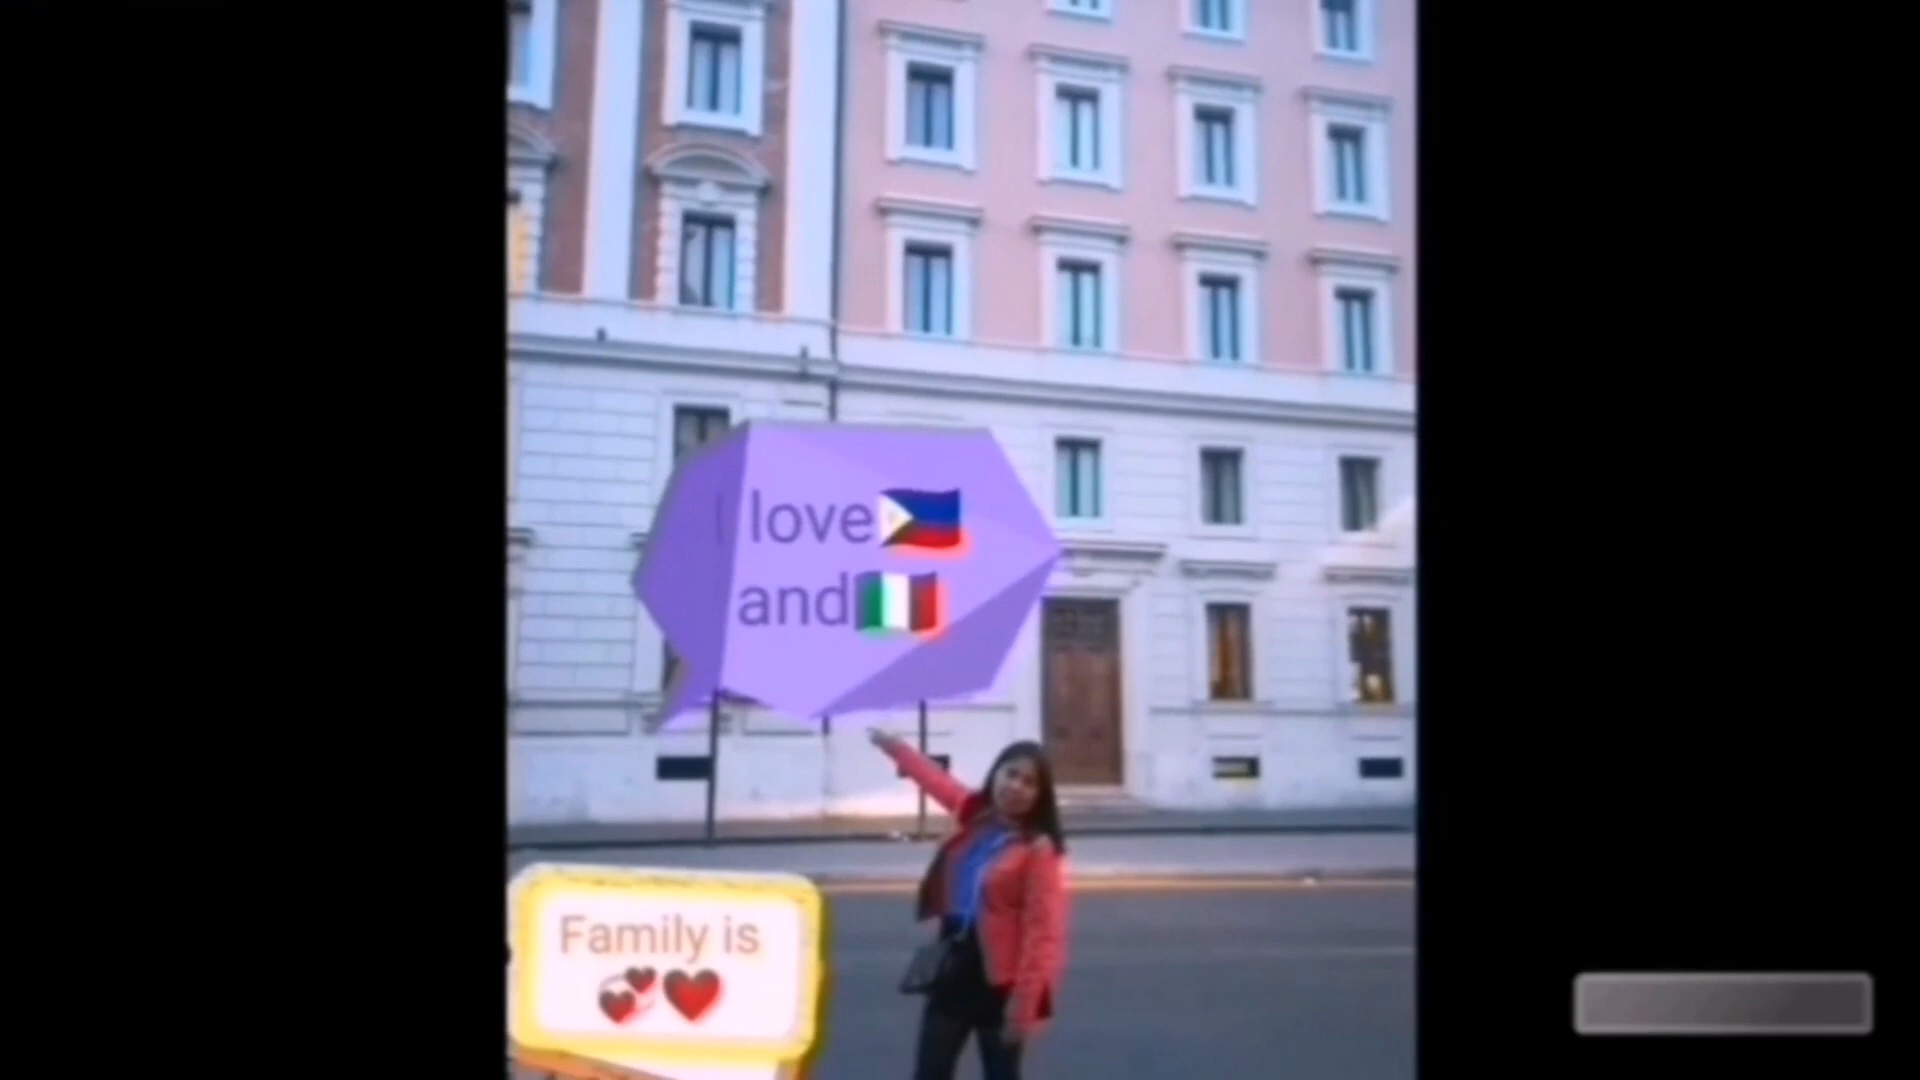 I love🇵🇭
and🇮🇹
Family is
💞❤️